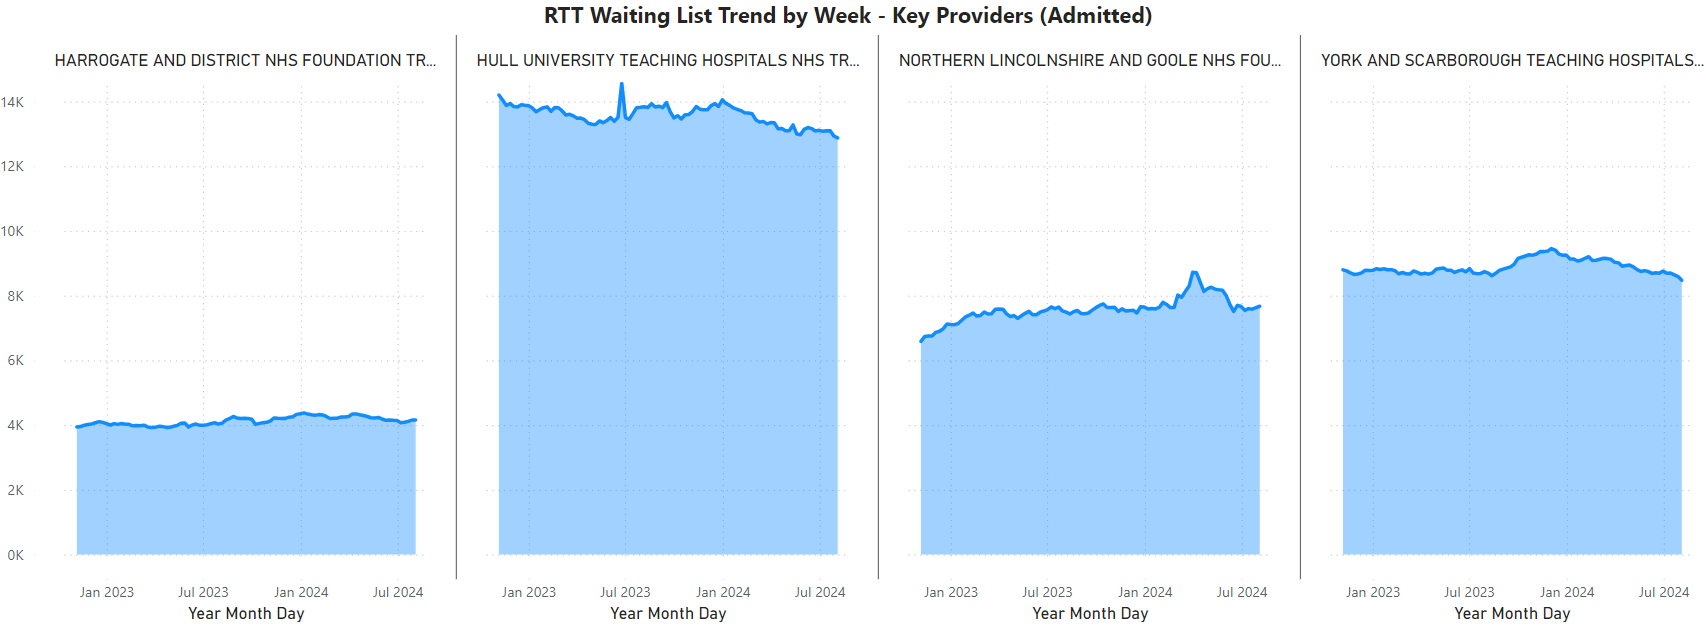 RTT Waiting List Trend by Week - Key Providers (Admitted)
HARROGATE AND DISTRICT NHS FOUNDATION TR...
HULL UNIVERSITY TEACHING HOSPITALS NHS TR...
NORTHERN LINCOLNSHIRE AND GOOLE NHS FOU...
YORK AND SCARBOROUGH TEACHING HOSPITALS...
14K
12K
10K
8K
6K
4K
2K
0K
Jan 2023 Jul 2023 Jan 2024 Jul 2024
Jan 2023 Jul 2023 Jan 2024 Jul 2024
Jan 2023 Jul 2023 Jan 2024 Jul 2024
Jan 2023 Jul 2023 Jan 2024 Jul 2024
Year Month Day
Year Month Day
Year Month Day
Year Month Day